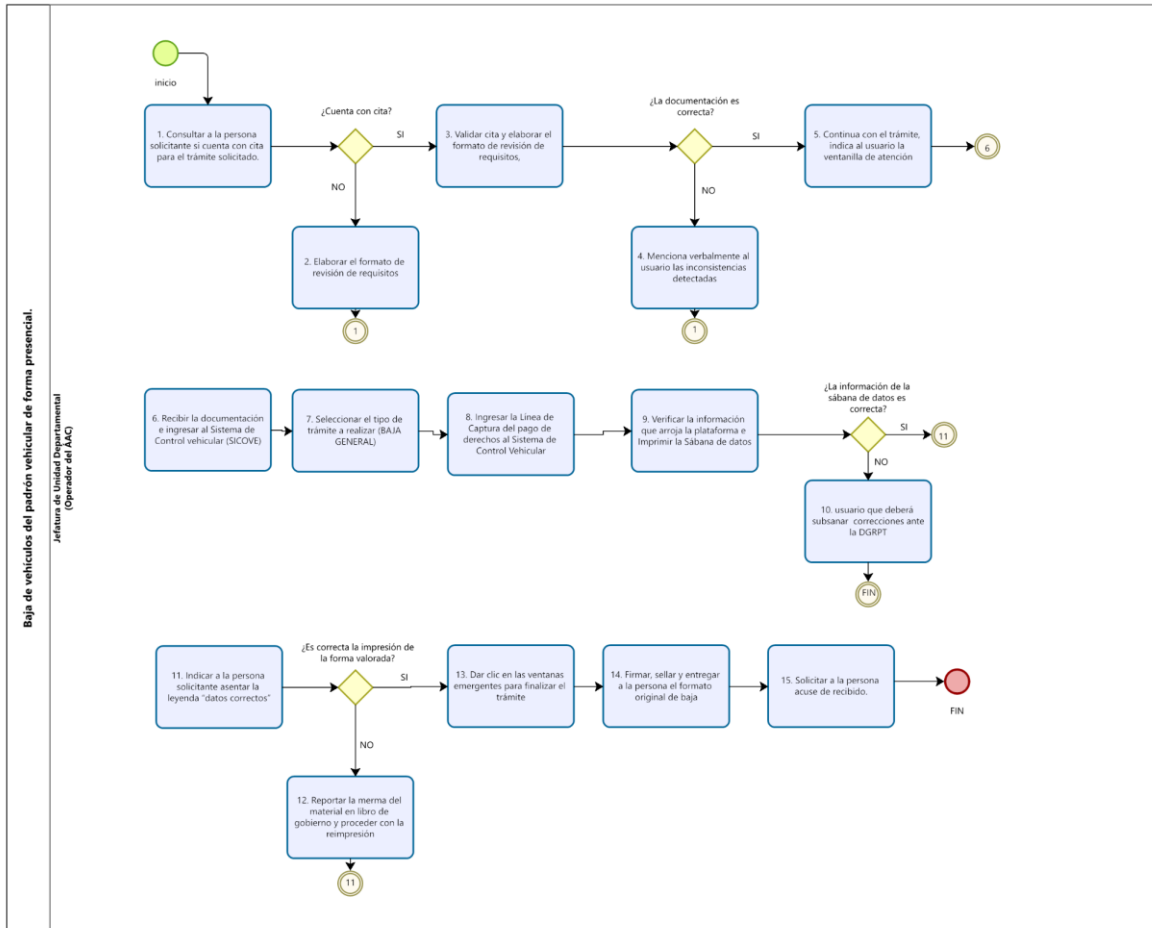 Baja de vehículos del padrón vehicular de forma presencial.
Jefatura de Unidad Departamental
(Operador del AAC)
inicio
1. Consultar a la persona
solicitante si cuenta con cita
para el trámite solicitado.
¿Cuenta con cita?
SI
NO
2. Elaborar el formato de
revisión de requisitos
1
3. Validar cita y elaborar el
formato de revisión de
requisitos,
¿La documentación es
correcta?
SI
NO
4. Menciona verbalmente al
usuario las inconsistencias
detectadas
1
5. Continua con el trámite,
indica al usuario la
ventanilla de atención
6
6. Recibir la documentación
e ingresar al Sistema de
Control vehicular (SICOVE)
7. Seleccionar el tipo de
trámite a realizar (BAJA
GENERAL)
8. Ingresar la Linea de
Captura del pago de
derechos al Sistema de
Control Vehicular
9. Verificar la información
que arroja la plataforma e
Imprimir la Sábana de datos
¿La información de la
sábana de datos es
correcta?
SI
11
NO
10. usuario que deberá
subsanar correcciones ante
la DGRPT
FIN
11. Indicar a la persona
solicitante asentar la
leyenda "datos correctos"
¿Es correcta la impresión de
la forma valorada?
SI
NO
12. Reportar la merma del
material en libro de
gobierno y proceder con la
reimpresión
11
13. Dar clic en las ventanas
emergentes para finalizar el
trámite
14. Firmar, sellar y entregar
a la persona el formato
original de baja
15. Solicitar a la persona
acuse de recibido.
FIN